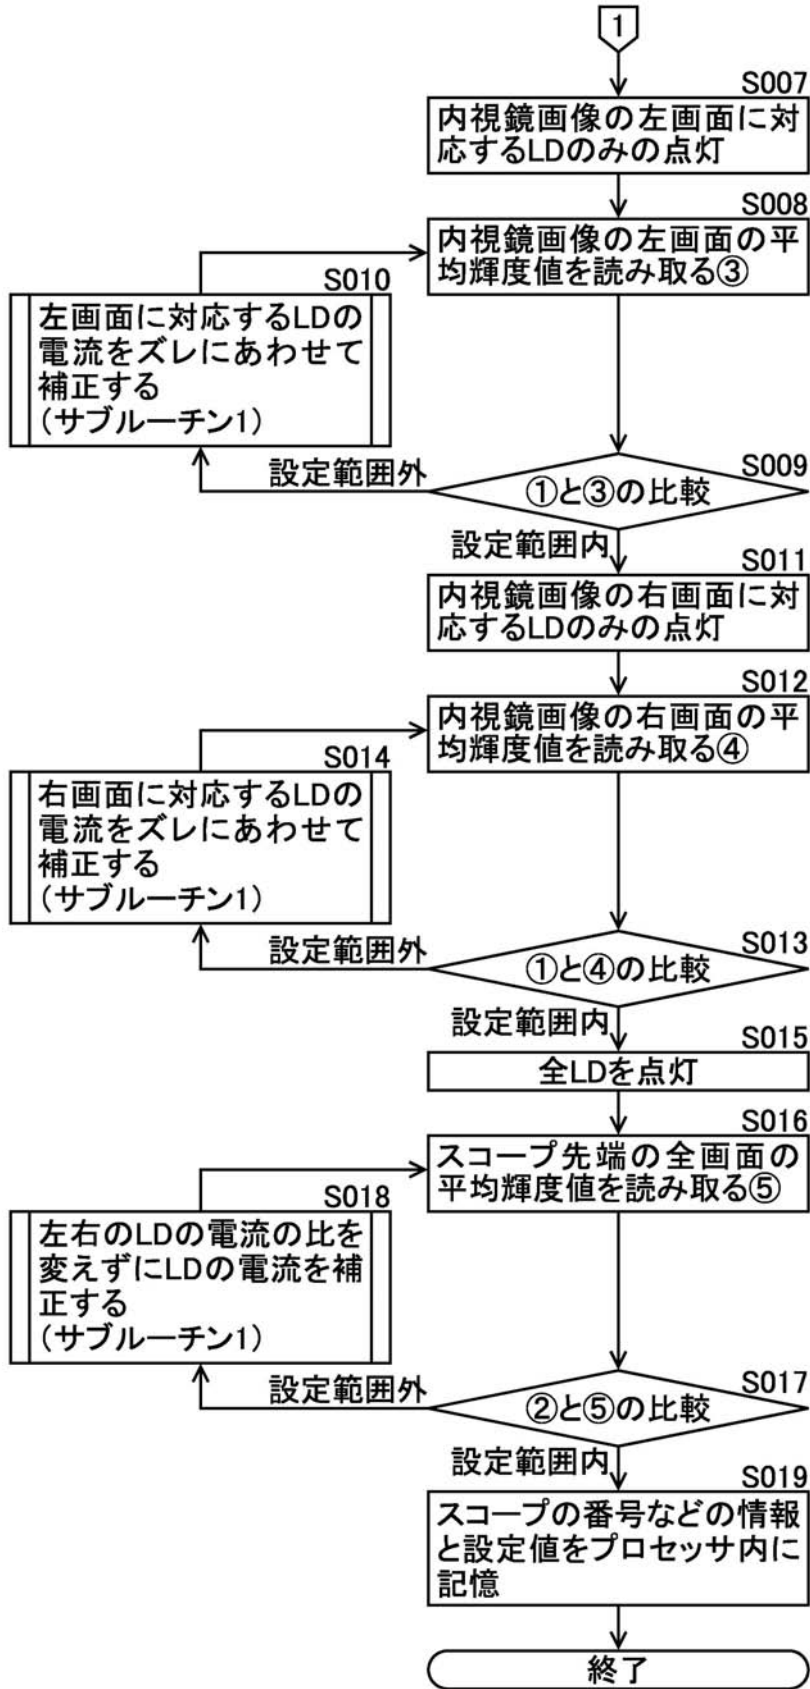 1
S007
内視鏡画像の左画面に対
応するLDのみの点灯
S008
内視鏡画像の左画面の平
均輝度値を読み取る③
S010
左画面に対応するLDの
電流をズレにあわせて
補正する
(サブルーチン1)
設定範囲外
S009
①と③の比較
設定範囲内
S011
内視鏡画像の右画面に対
応するLDのみの点灯
S012
内視鏡画像の右画面の平
均輝度値を読み取る④
S014
右画面に対応するLDの
電流をズレにあわせて
補正する
(サブルーチン1)
設定範囲外
S013
①と④の比較
設定範囲内
S015
全LDを点灯
S016
スコープ先端の全画面の
平均輝度値を読み取る⑤
S018
左右のLDの電流の比を
変えずにLDの電流を補
正する
(サブルーチン1)
設定範囲外
S017
②と⑤の比較
設定範囲内
S019
スコープの番号などの情報
と設定値をプロセッサ内に
記憶
終了